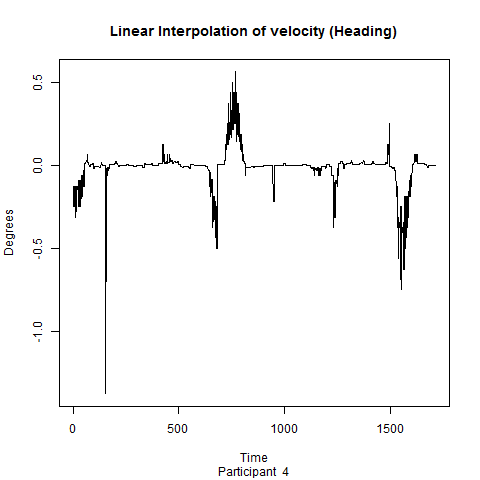 Linear Interpolation of velocity (Heading)
Degrees
0.5
0.0
-0.5
-1.0
0 500 1000 1500
Time
Participant 4